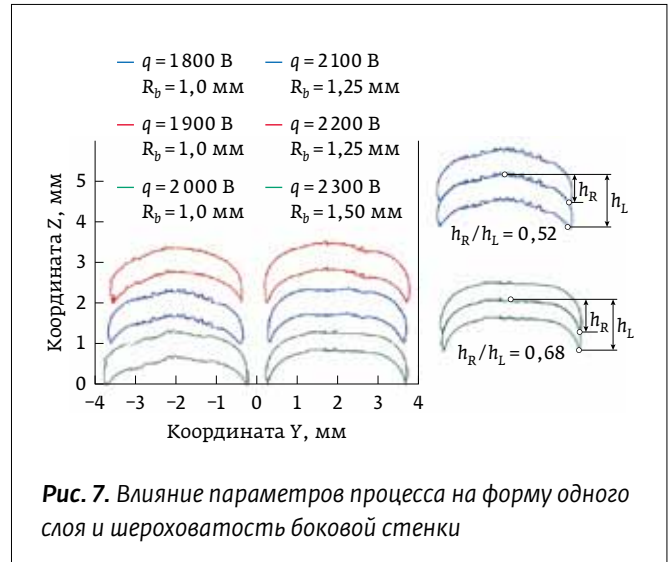 q = 1800 В
R_b = 1,0 мм
q = 2100 В
R_b = 1,25 мм
q = 1900 В
R_b = 1,0 мм
q = 2200 В
R_b = 1,25 мм
q = 2 000 В
R_b = 1,0 мм
q = 2300 В
R_b = 1,50 мм
Координата Z, мм
5
4
3
2
1
0
–4 –3 –2 –1 0 1 2 3 4
Координата Y, мм
h_R
h_L
h_R/h_L = 0,52
h_R
h_L
h_R/h_L = 0,68
Рис. 7. Влияние параметров процесса на форму одного
слоя и шероховатость боковой стенки